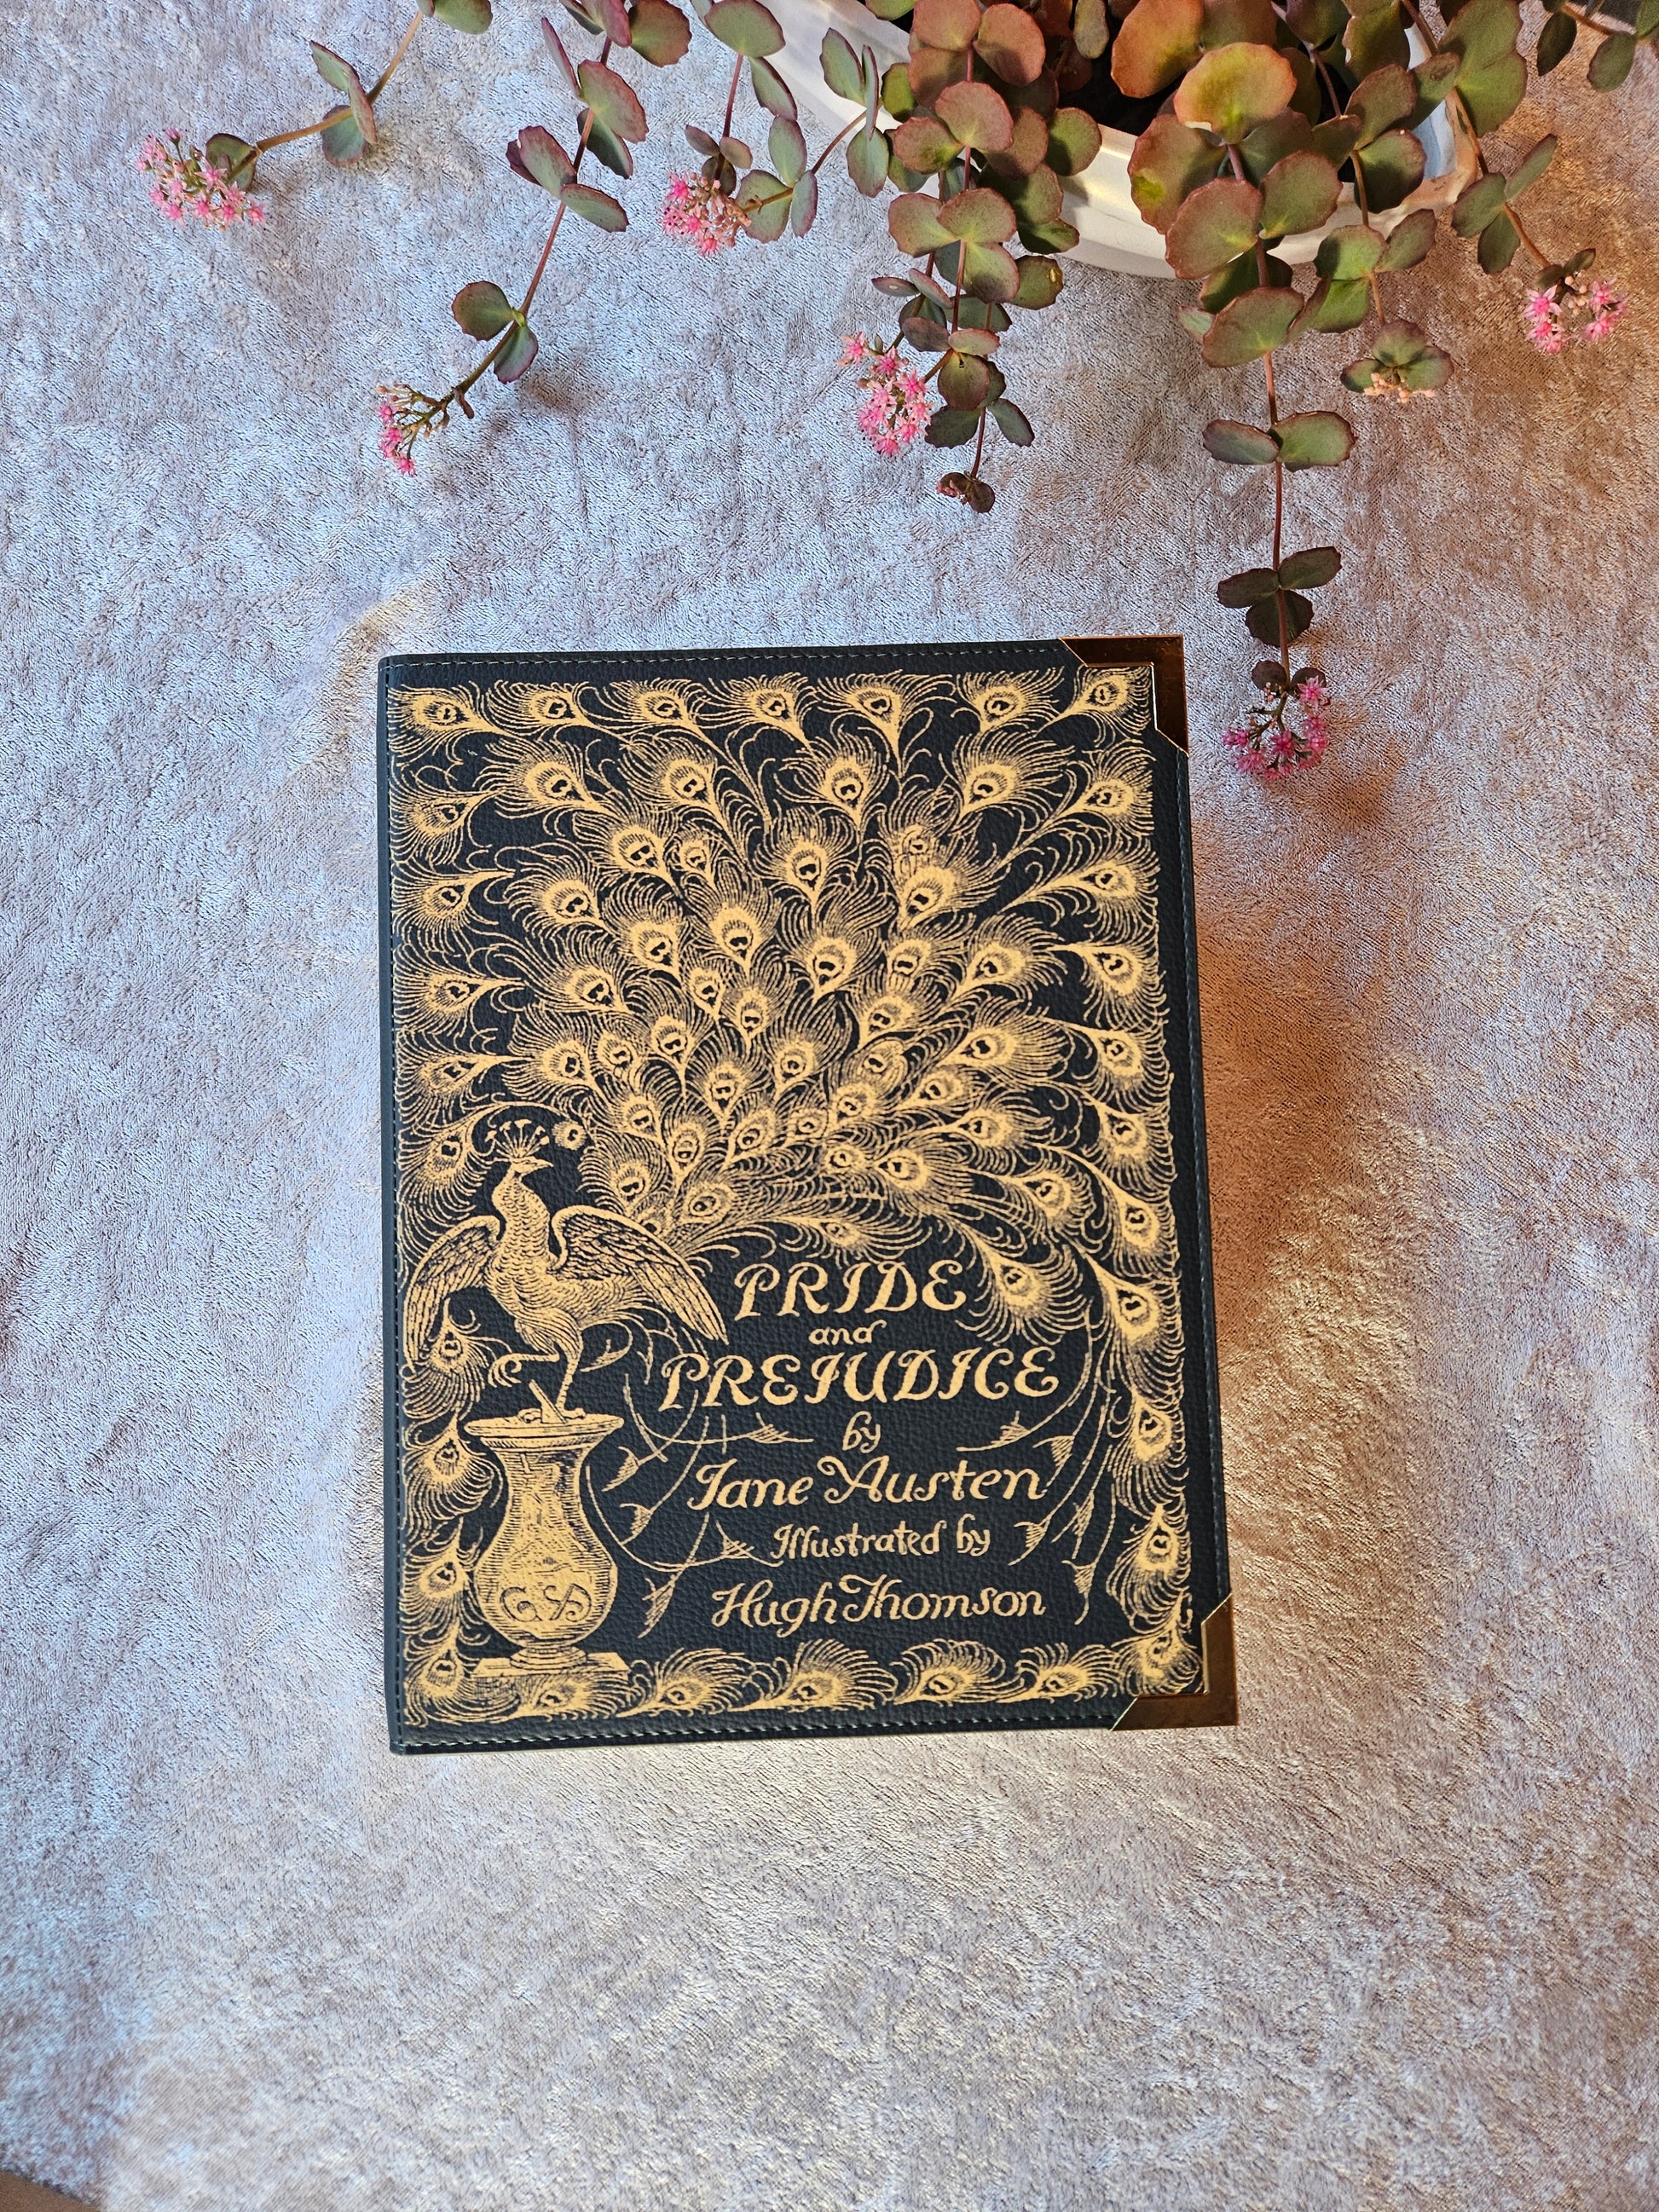 PRIDE
and
PREJUDICE
by
Jane Austen
Illustrated by
Hugh Thomson